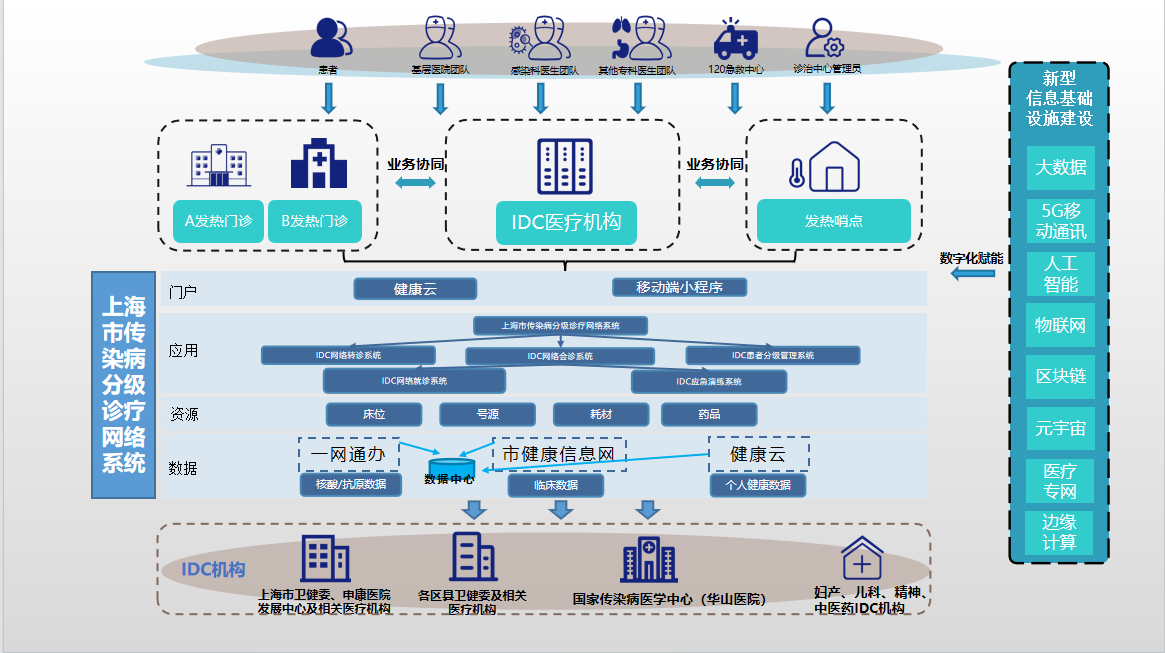 患者
基层医院团队
感染科医生团队
其他专科医生团队
120急救中心
诊治中心管理员
业务协同
业务协同
A发热门诊
B发热门诊
IDC医疗机构
发热哨点
上海
市传
染病
分级
诊疗
网络
系统
门户
健康云
移动端小程序
应用
上海市传染病分级诊疗网络系统
IDC网络转诊系统
IDC网络会诊系统
IDC患者分级管理系统
IDC网络就诊系统
IDC应急演练系统
资源
床位
号源
耗材
药品
数据
一网通办
数据中心
市健康信息网
健康云
核酸/抗原数据
临床数据
个人健康数据
IDC机构
上海市卫健委、申康医院
发展中心及相关医疗机构
各区县卫健委及相关
医疗机构
国家传染病医学中心（华山医院）
妇产、儿科、精神、
中医药IDC机构
数字化赋能
新型
信息基础
设施建设
大数据
5G移
动通讯
人工
智能
物联网
区块链
元宇宙
医疗
专网
边缘
计算